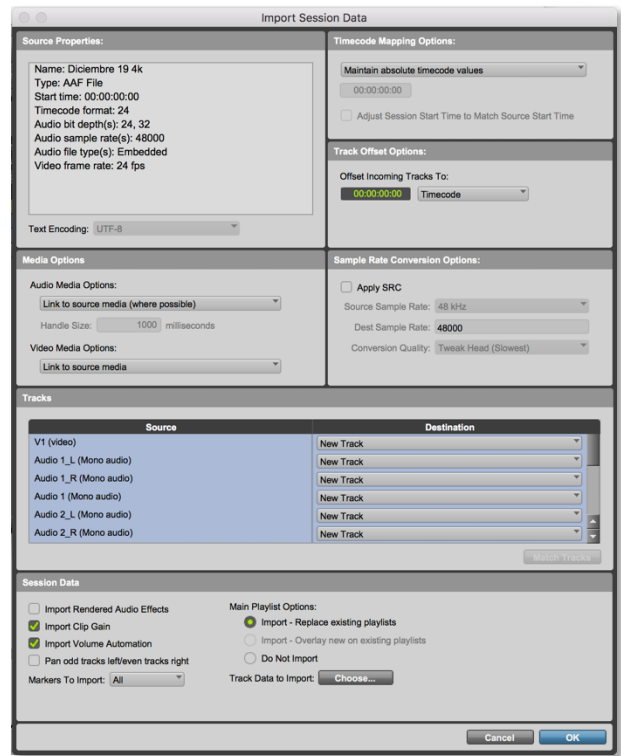 Import Session Data
Source Properties:
Name: Diciembre 19 4k
Type: AAF File
Start time: 00:00:00:00
Timecode format: 24
Audio bit depth(s): 24, 32
Audio sample rate(s): 48000
Audio file type(s): Embedded
Video frame rate: 24 fps
Text Encoding: UTF-8
Timecode Mapping Options:
Maintain absolute timecode values
00:00:00:00
Adjust Session Start Time to Match Source Start Time
Track Offset Options:
Offset Incoming Tracks To:
00:00:00:00 Timecode
Media Options
Audio Media Options:
Link to source media (where possible)
Handle Size: 1000 milliseconds
Video Media Options:
Link to source media
Sample Rate Conversion Options:
Apply SRC
Source Sample Rate: 48 kHz
Dest Sample Rate: 48000
Conversion Quality: Tweak Head (Slowest)
Tracks
Source Destination
V1 (video) New Track
Audio 1_L (Mono audio) New Track
Audio 1_R (Mono audio) New Track
Audio 1 (Mono audio) New Track
Audio 2_L (Mono audio) New Track
Audio 2_R (Mono audio) New Track
Match Tracks
Session Data
Import Rendered Audio Effects
Import Clip Gain
Import Volume Automation
Pan odd tracks left/even tracks right
Markers To Import: All
Main Playlist Options:
Import - Replace existing playlists
Import - Overlay new on existing playlists
Do Not Import
Track Data to Import: Choose...
Cancel OK